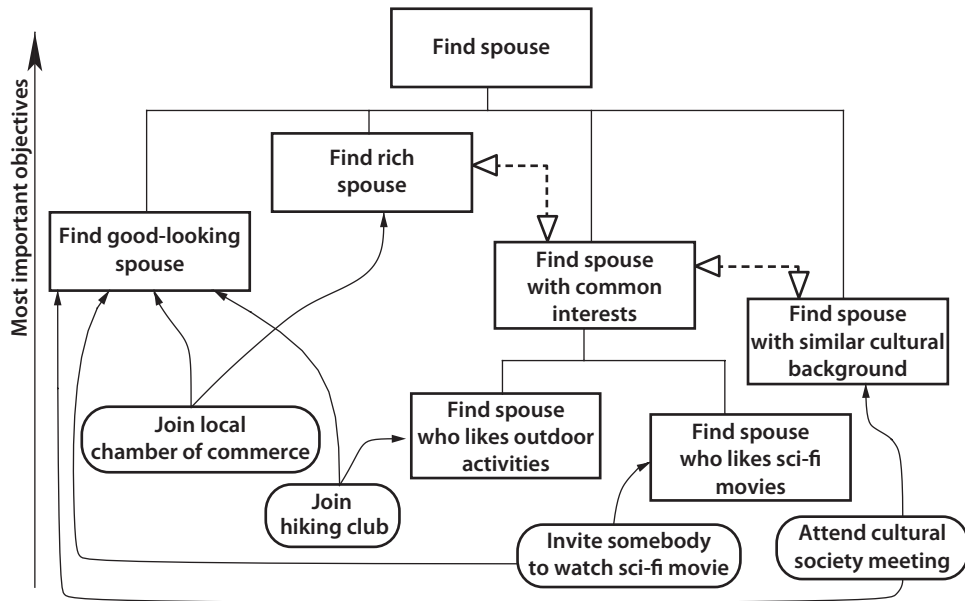 Most important objectives
Find spouse
Find rich
spouse
Find good-looking
spouse
Find spouse
with common
interests
Find spouse
with similar cultural
background
Find spouse
who likes outdoor
activities
Find spouse
who likes sci-fi
movies
Join local
chamber of commerce
Join
hiking club
Invite somebody
to watch sci-fi movie
Attend cultural
society meeting